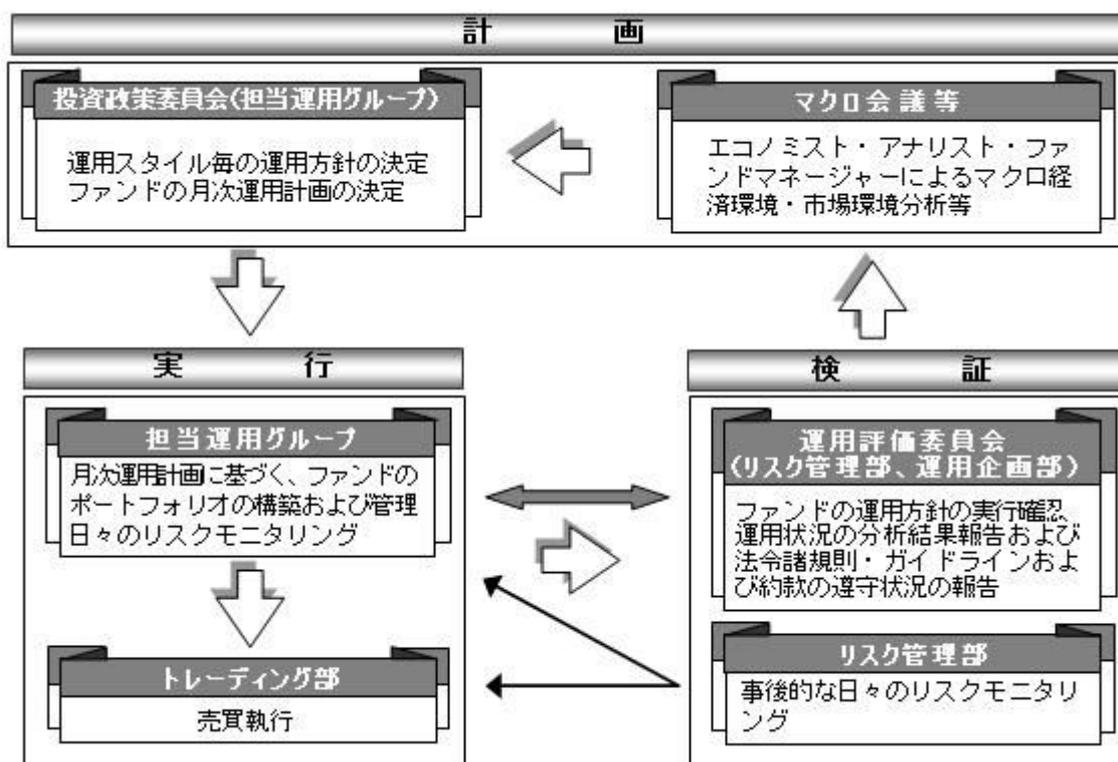 計　画
投資政策委員会(担当運用グループ)
運用スタイル毎の運用方針の決定
ファンドの月次運用計画の決定
マクロ会議等
エコノミスト・アナリスト・ファ
ンドマネージャーによるマクロ経
済環境・市場環境分析等
実　行
担当運用グループ
月次運用計画に基づく、ファンドの
ポートフォリオの構築および管理
日々のリスクモニタリング
トレーディング部
売買執行
検　証
運用評価委員会
(リスク管理部、運用企画部)
ファンドの運用方針の実行確認
運用状況の分析結果報告および
法令諸規則・ガイドラインおよ
び約款の遵守状況の報告
リスク管理部
事後的な日々のリスクモニタリ
ング